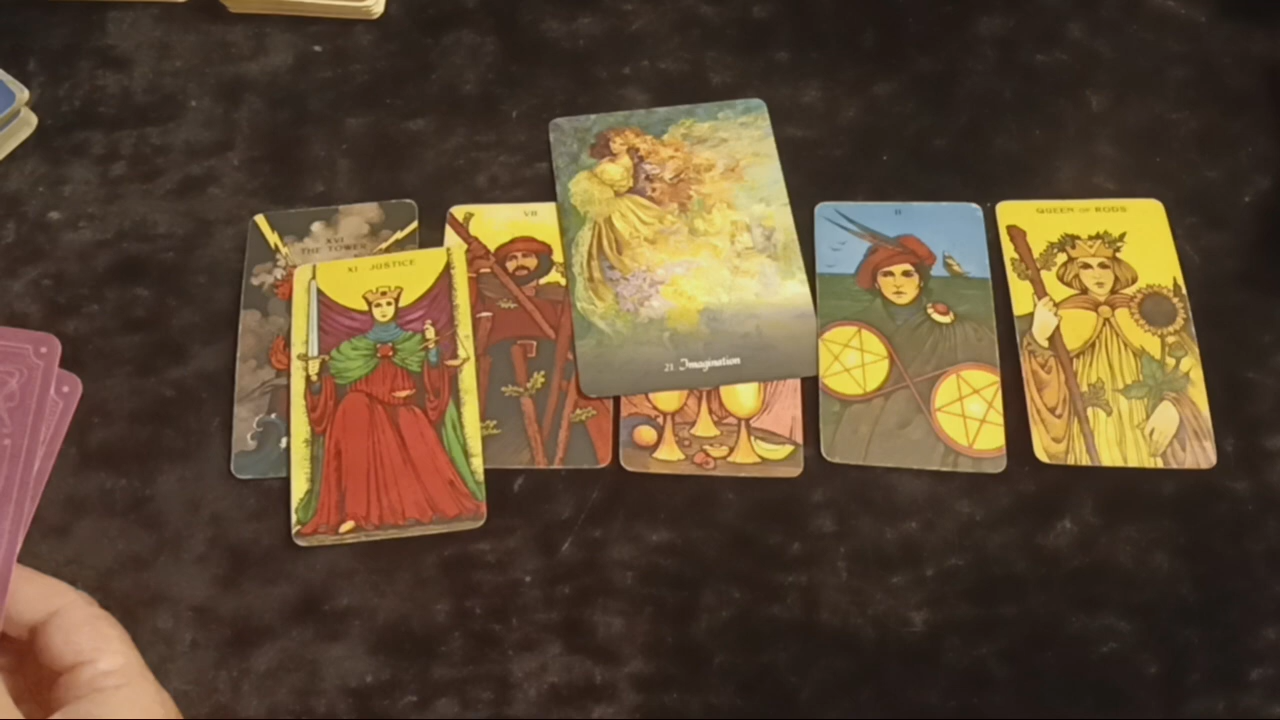 XVI
THE TOWER
XI JUSTICE
VII
21. Imagination
II
QUEEN OF RODS